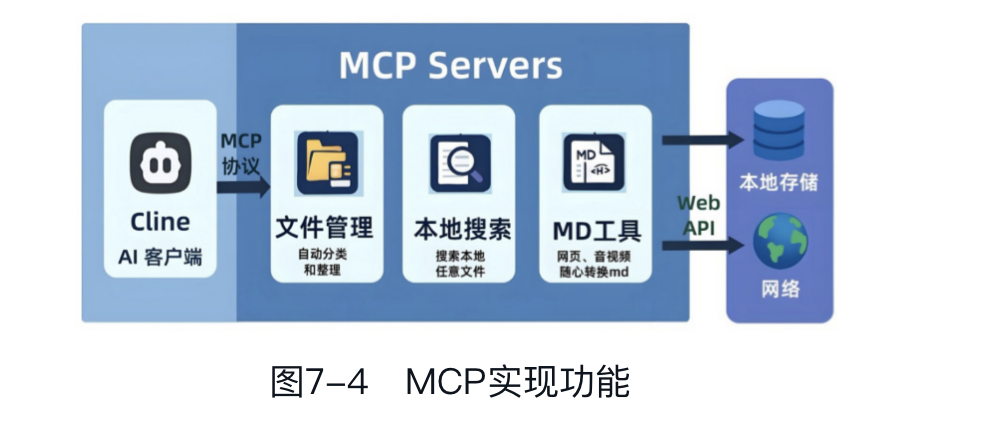 MCP Servers
MCP
协议
Cline
AI 客户端
文件管理
自动分类
和整理
本地搜索
搜索本地
任意文件
MD
<H>
MD工具
网页、音视频
随心转换md
Web
API
本地存储
网络
图7-4 MCP实现功能